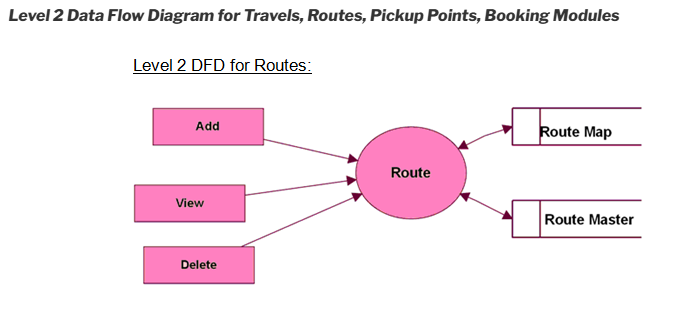 Level 2 Data Flow Diagram for Travels, Routes, Pickup Points, Booking Modules
Level 2 DFD for Routes:
Add
Route Map
Route
View
Route Master
Delete